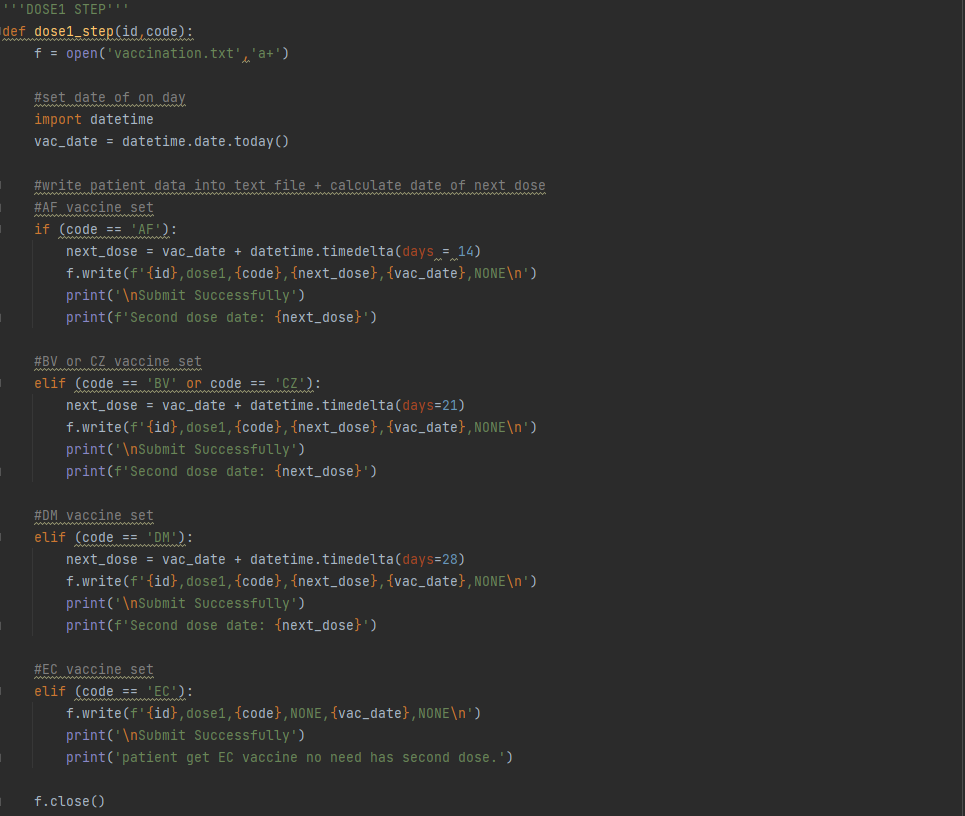 '''DOSE1 STEP'''
def dose1_step(id,code):
    f = open('vaccination.txt','a+')

    #set date of on day
    import datetime
    vac_date = datetime.date.today()

    #write patient data into text file + calculate date of next dose
    #AF vaccine set
    if (code == 'AF'):
        next_dose = vac_date + datetime.timedelta(days = 14)
        f.write(f'{id},dose1,{code},{next_dose},{vac_date},NONE\n')
        print('\nSubmit Successfully')
        print(f'Second dose date: {next_dose}')

    #BV or CZ vaccine set
    elif (code == 'BV' or code == 'CZ'):
        next_dose = vac_date + datetime.timedelta(days=21)
        f.write(f'{id},dose1,{code},{next_dose},{vac_date},NONE\n')
        print('\nSubmit Successfully')
        print(f'Second dose date: {next_dose}')

    #DM vaccine set
    elif (code == 'DM'):
        next_dose = vac_date + datetime.timedelta(days=28)
        f.write(f'{id},dose1,{code},{next_dose},{vac_date},NONE\n')
        print('\nSubmit Successfully')
        print(f'Second dose date: {next_dose}')

    #EC vaccine set
    elif (code == 'EC'):
        f.write(f'{id},dose1,{code},NONE,{vac_date},NONE\n')
        print('\nSubmit Successfully')
        print('patient get EC vaccine no need has second dose.')

    f.close()